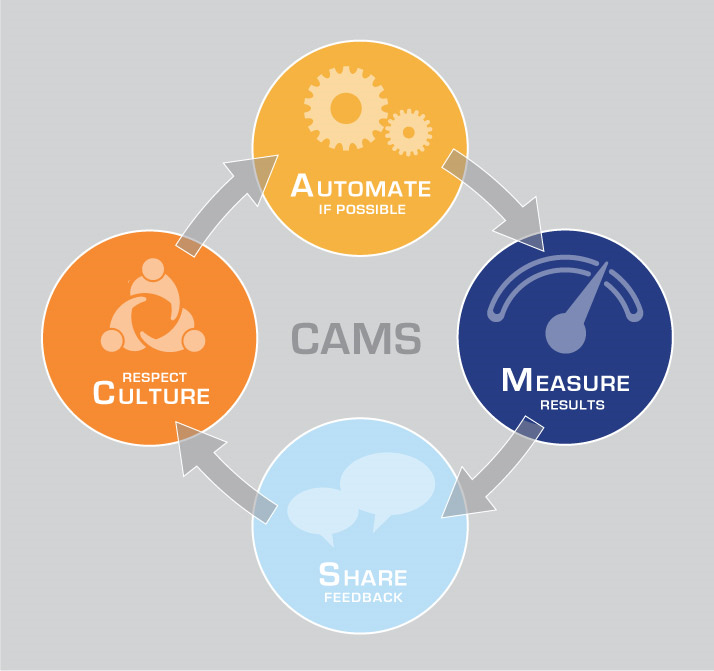 AUTOMATE
IF POSSIBLE
RESPECT
CULTURE
CAMS
MEASURE
RESULTS
SHARE
FEEDBACK